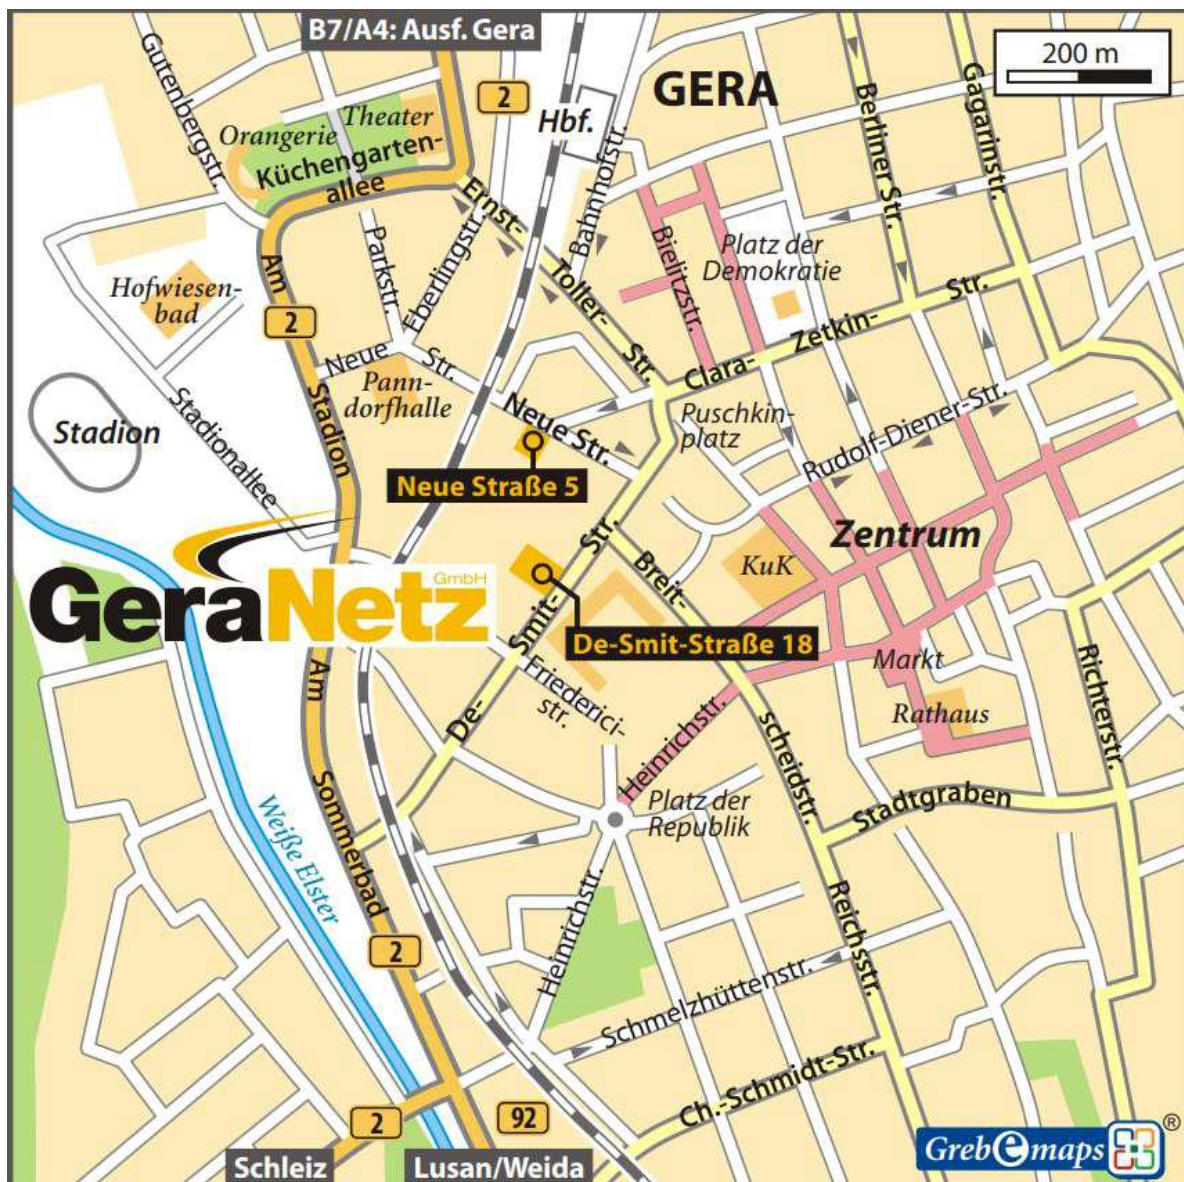 B7/A4: Ausf. Gera
200 m
GERA
2
Hbf.
Gutenbergstr.
Orangerie
Theater
Küchengarten-
allee
Bahnhofstr.
Berliner Str.
Gagarinstr.
Ernst-
Toller-
Str.
Parkstr.
Eberlingstr.
Bielitzstr.
Platz der
Demokratie
Hofwiesen-
bad
Am
2
Stadion
Neue
Str.
Pann-
dorfhalle
Clara-
Zetkin-
Str.
Stadion
Stadionallee
Neue Str.
Puschkin-
platz
Rudolf-Diener-Str.
Neue Straße 5
Zentrum
KuK
GeraNetz
GmbH
De-
Smit-
Str.
Breit-
scheidstr.
De-Smit-Straße 18
Markt
Rathaus
Richterstr.
Friederici-
str.
Heinrichstr.
Am
Sommerbad
Weiße Elster
Platz der
Republik
Stadtgraben
Heinrichstr.
Reichsstr.
2
Schmelzhüttenstr.
Ch.-Schmidt-Str.
2
92
Schleiz
Lusan/Weida
Grebemaps
®